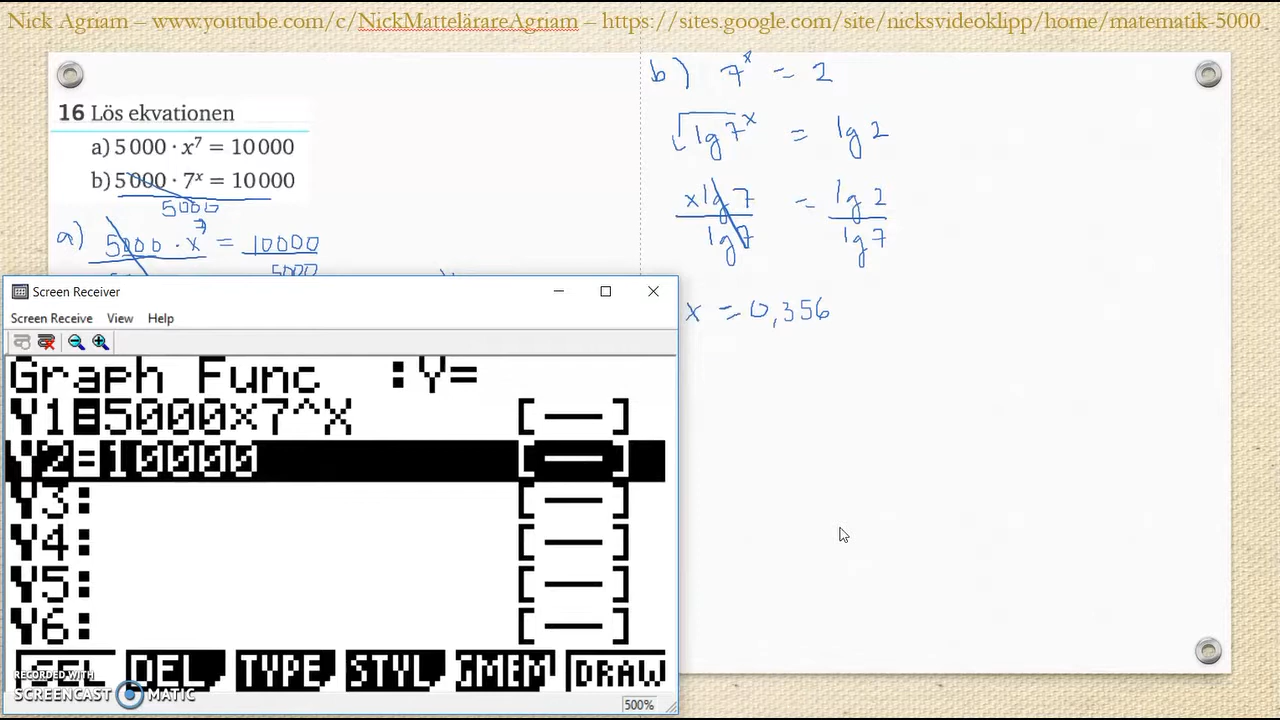 Nick Agriam – www.youtube.com/c/NickMattelärareAgriam – https://sites.google.com/site/nicksvideoklipp/home/matematik-5000
16 Lös ekvationen
a) 5 000 · x⁷ = 10 000
b) 5 000 · 7ˣ = 10 000
5000
a) 5000 · x⁷ = 10000
5000
b) 7ˣ = 2
lg 7ˣ = lg 2
x lg 7 = lg 2
lg 7 lg 7
x ≈ 0,356
Screen Receiver
Screen Receive View Help
Graph Func :Y=
Y1=5000×7^X [—]
Y2=10000 [—]
Y3: [—]
Y4: [—]
Y5: [—]
Y6: [—]
SEL DEL TYPE STYL GMEM DRAW
RECORDED WITH
SCREENCAST MATIC
500%